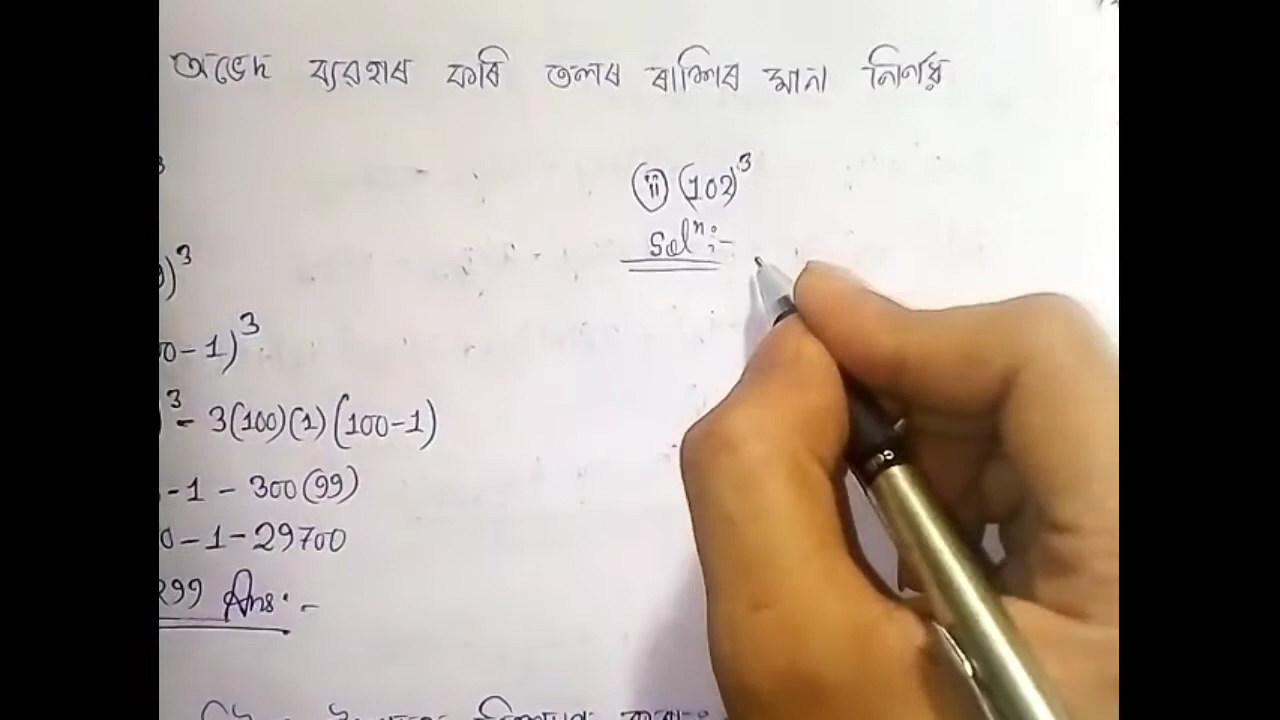 অভেদ ব্যৱহাৰ কৰি তলৰ ৰাশিৰ মান নিৰ্ণয়
3
)³
0-1)³
)³ - 3(100)(1)(100-1)
-1 - 300(99)
0-1-29700
299 Ans:-
(ii) (102)³
Solⁿ:-